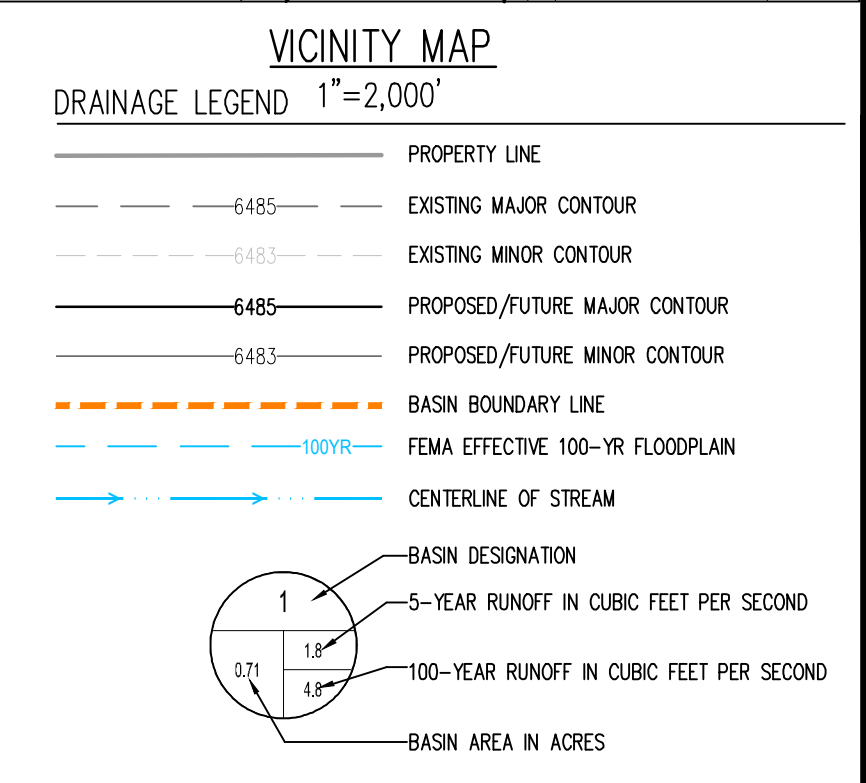 VICINITY MAP
DRAINAGE LEGEND 1"=2,000'
PROPERTY LINE
6485 EXISTING MAJOR CONTOUR
6483 EXISTING MINOR CONTOUR
6485 PROPOSED/FUTURE MAJOR CONTOUR
6483 PROPOSED/FUTURE MINOR CONTOUR
BASIN BOUNDARY LINE
100YR FEMA EFFECTIVE 100-YR FLOODPLAIN
CENTERLINE OF STREAM
BASIN DESIGNATION
1 5-YEAR RUNOFF IN CUBIC FEET PER SECOND
1.8
0.71 100-YEAR RUNOFF IN CUBIC FEET PER SECOND
4.8
BASIN AREA IN ACRES